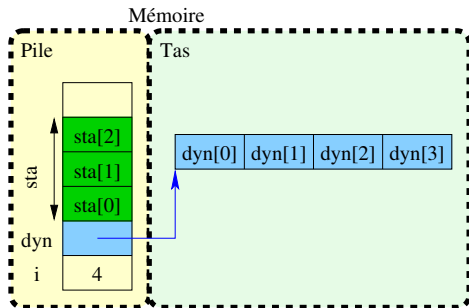 Mémoire
Pile
Tas
sta
sta[2]
sta[1]
sta[0]
dyn
i
4
dyn[0] dyn[1] dyn[2] dyn[3]